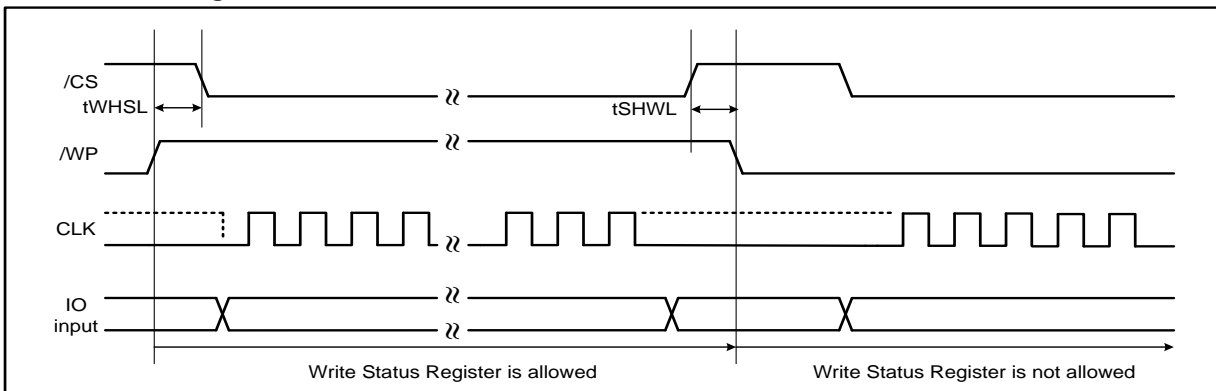 /CS
tWHSL
tSHWL
/WP
CLK
IO
input
Write Status Register is allowed
Write Status Register is not allowed